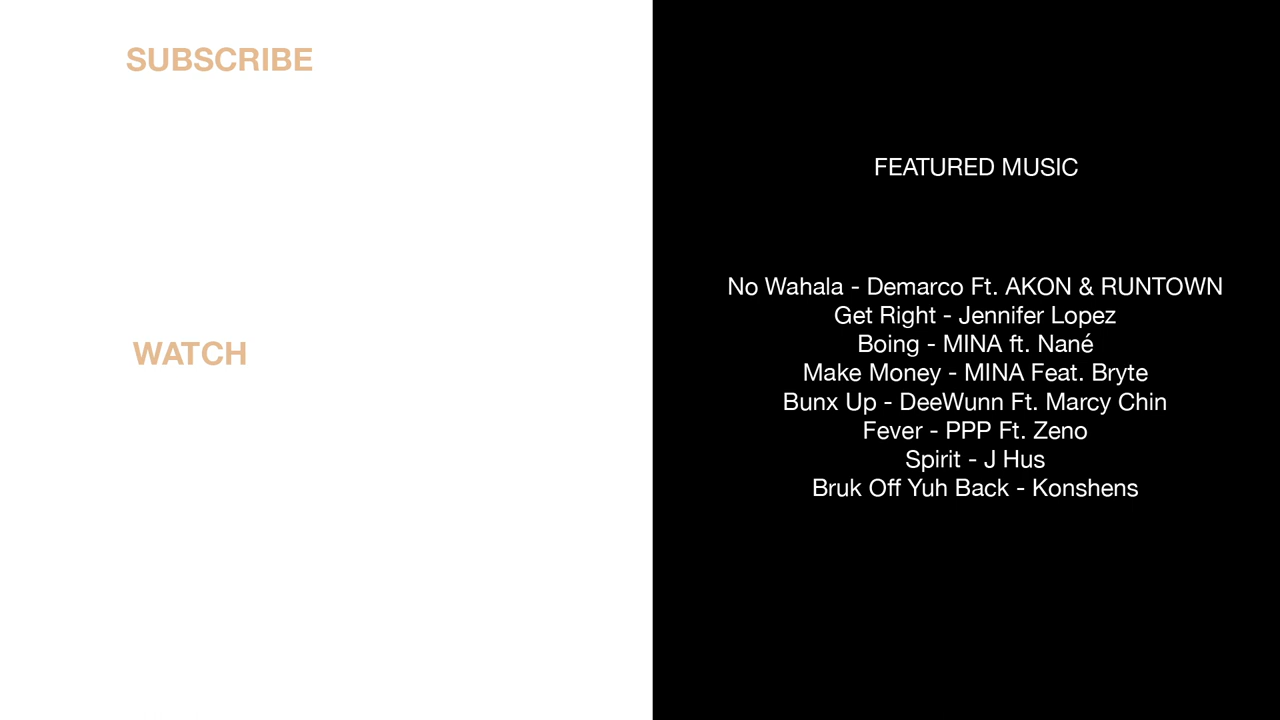 SUBSCRIBE
WATCH
FEATURED MUSIC
No Wahala - Demarco Ft. AKON & RUNTOWN
Get Right - Jennifer Lopez
Boing - MINA ft. Nané
Make Money - MINA Feat. Bryte
Bunx Up - DeeWunn Ft. Marcy Chin
Fever - PPP Ft. Zeno
Spirit - J Hus
Bruk Off Yuh Back - Konshens